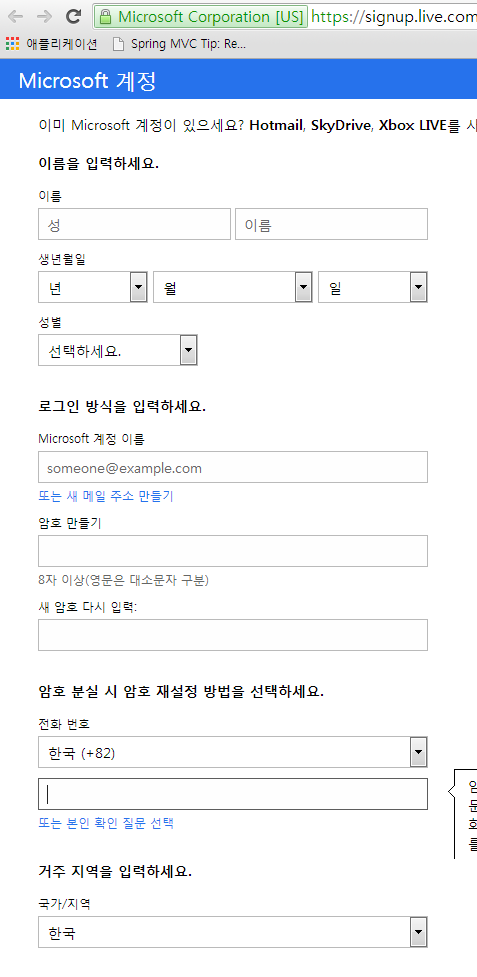 Microsoft Corporation [US] https://signup.live.com
애플리케이션 Spring MVC Tip: Re...
Microsoft 계정
이미 Microsoft 계정이 있으세요? Hotmail, SkyDrive, Xbox LIVE를 사
이름을 입력하세요.
이름
성 이름
생년월일
년 월 일
성별
선택하세요.
로그인 방식을 입력하세요.
Microsoft 계정 이름
someone@example.com
또는 새 메일 주소 만들기
암호 만들기
8자 이상(영문은 대소문자 구분)
새 암호 다시 입력:
암호 분실 시 암호 재설정 방법을 선택하세요.
전화 번호
한국 (+82)
또는 본인 확인 질문 선택
거주 지역을 입력하세요.
국가/지역
한국